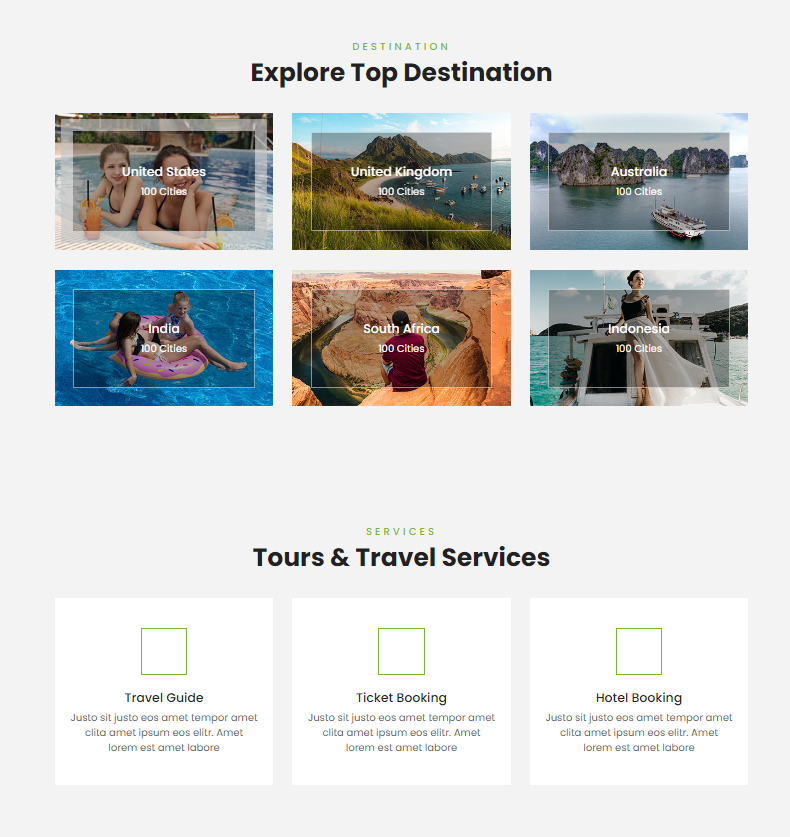 DESTINATION
Explore Top Destination
United States
100 Cities
United Kingdom
100 Cities
Australia
100 Cities
India
100 Cities
South Africa
100 Cities
Indonesia
100 Cities
SERVICES
Tours & Travel Services
Travel Guide
Justo sit justo eos amet tempor amet
clita amet ipsum eos elitr. Amet
lorem est amet labore
Ticket Booking
Justo sit justo eos amet tempor amet
clita amet ipsum eos elitr. Amet
lorem est amet labore
Hotel Booking
Justo sit justo eos amet tempor amet
clita amet ipsum eos elitr. Amet
lorem est amet labore